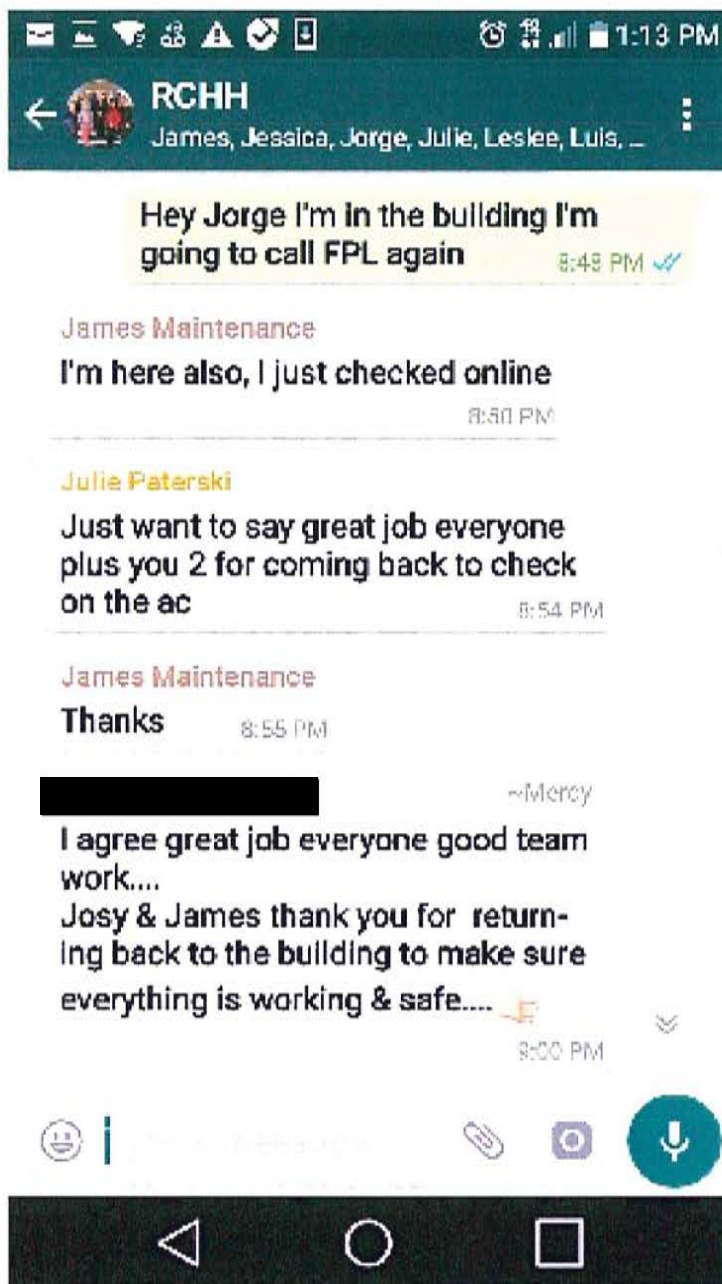 1:13 PM
RCHH
James, Jessica, Jorge, Julie, Leslee, Luis, ...
Hey Jorge I'm in the building I'm
going to call FPL again
8:48 PM
James Maintenance
I'm here also, I just checked online
8:50 PM
Julie Paterski
Just want to say great job everyone
plus you 2 for coming back to check
on the ac
8:54 PM
James Maintenance
Thanks
8:55 PM
~Mercy
I agree great job everyone good team
work....
Josy & James thank you for return-
ing back to the building to make sure
everything is working & safe....
9:00 PM